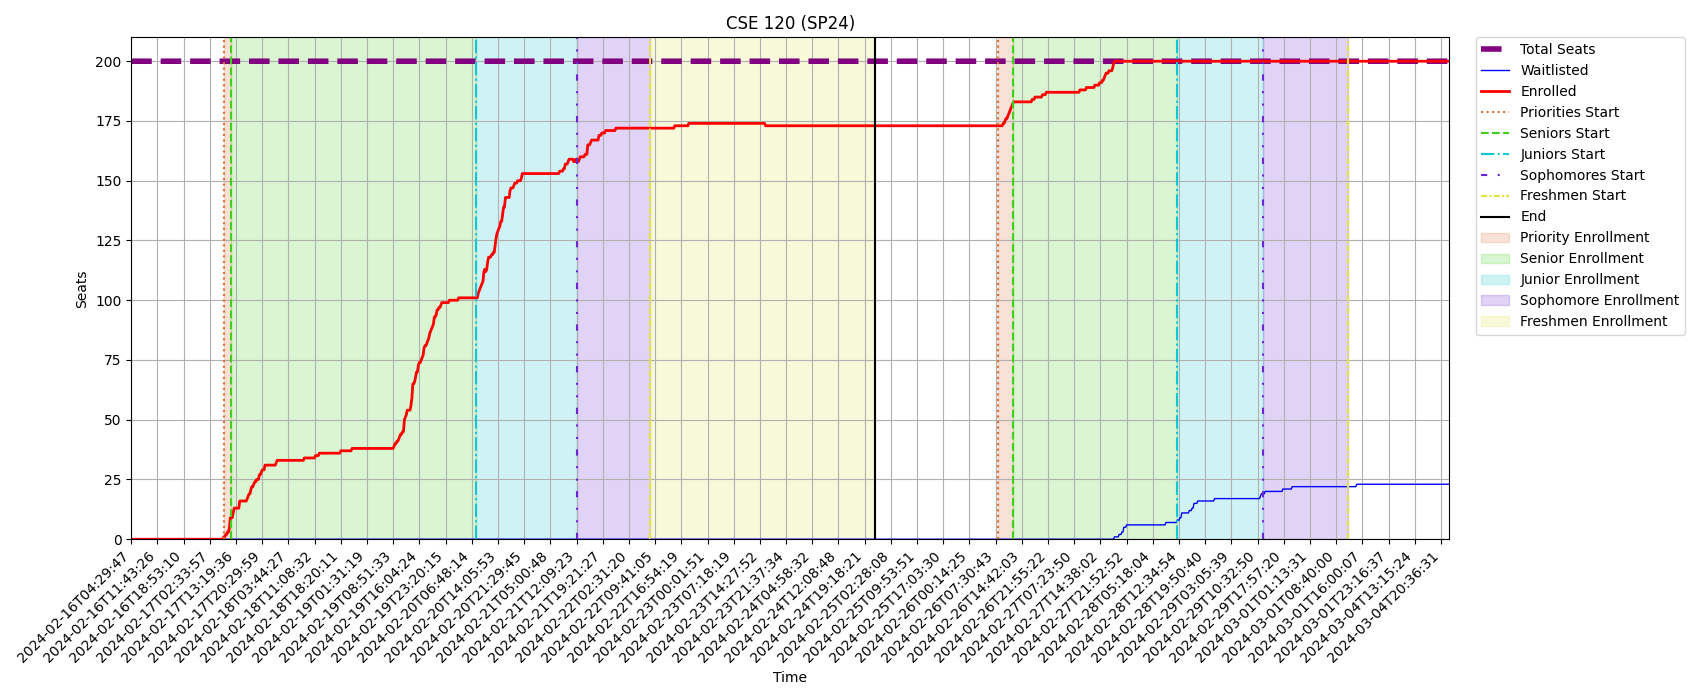 CSE 120 (SP24)
Total Seats
Waitlisted
Enrolled
Priorities Start
Seniors Start
Juniors Start
Sophomores Start
Freshmen Start
End
Priority Enrollment
Senior Enrollment
Junior Enrollment
Sophomore Enrollment
Freshmen Enrollment
Seats
200
175
150
125
100
75
50
25
0
2024-02-16T04:29:47
2024-02-16T11:43:26
2024-02-16T18:53:10
2024-02-17T02:33:57
2024-02-17T13:19:36
2024-02-17T20:29:59
2024-02-18T03:44:27
2024-02-18T11:08:32
2024-02-18T18:20:11
2024-02-19T01:31:19
2024-02-19T08:51:33
2024-02-19T16:04:24
2024-02-19T23:20:15
2024-02-20T06:48:14
2024-02-20T14:05:53
2024-02-20T21:29:45
2024-02-21T05:00:48
2024-02-21T12:09:23
2024-02-21T19:21:27
2024-02-22T02:31:20
2024-02-22T09:41:05
2024-02-22T16:54:19
2024-02-23T00:01:51
2024-02-23T07:18:19
2024-02-23T14:27:52
2024-02-23T21:37:34
2024-02-24T04:58:32
2024-02-24T12:08:48
2024-02-24T19:18:21
2024-02-25T02:28:08
2024-02-25T09:53:51
2024-02-25T17:03:30
2024-02-26T00:14:25
2024-02-26T07:30:43
2024-02-26T14:42:03
2024-02-26T21:55:22
2024-02-27T07:23:50
2024-02-27T14:38:02
2024-02-27T21:52:52
2024-02-28T05:18:04
2024-02-28T12:34:54
2024-02-28T19:50:40
2024-02-29T03:05:39
2024-02-29T10:32:50
2024-02-29T17:57:20
2024-03-01T01:13:31
2024-03-01T08:40:00
2024-03-01T16:00:07
2024-03-01T23:16:37
2024-03-04T13:15:24
2024-03-04T20:36:31
Time